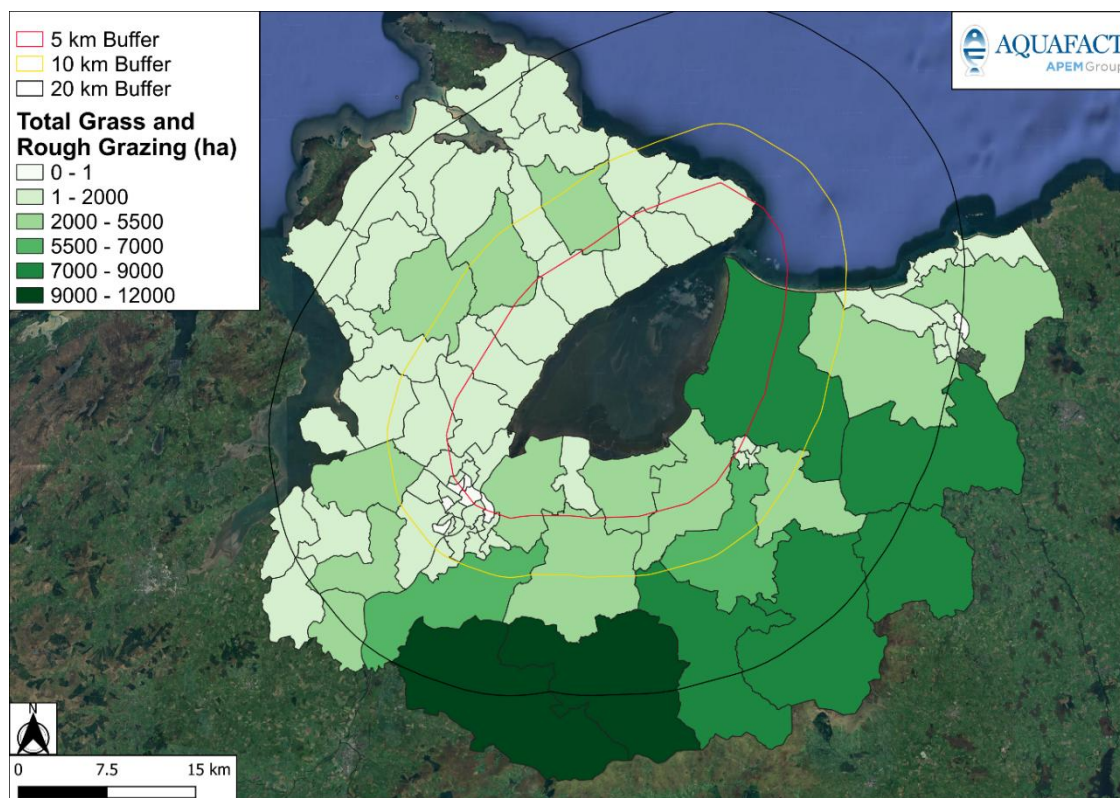 5 km Buffer
10 km Buffer
20 km Buffer
Total Grass and
Rough Grazing (ha)
0 - 1
1 - 2000
2000 - 5500
5500 - 7000
7000 - 9000
9000 - 12000
AQUAFACT
APEM Group
N
0 7.5 15 km